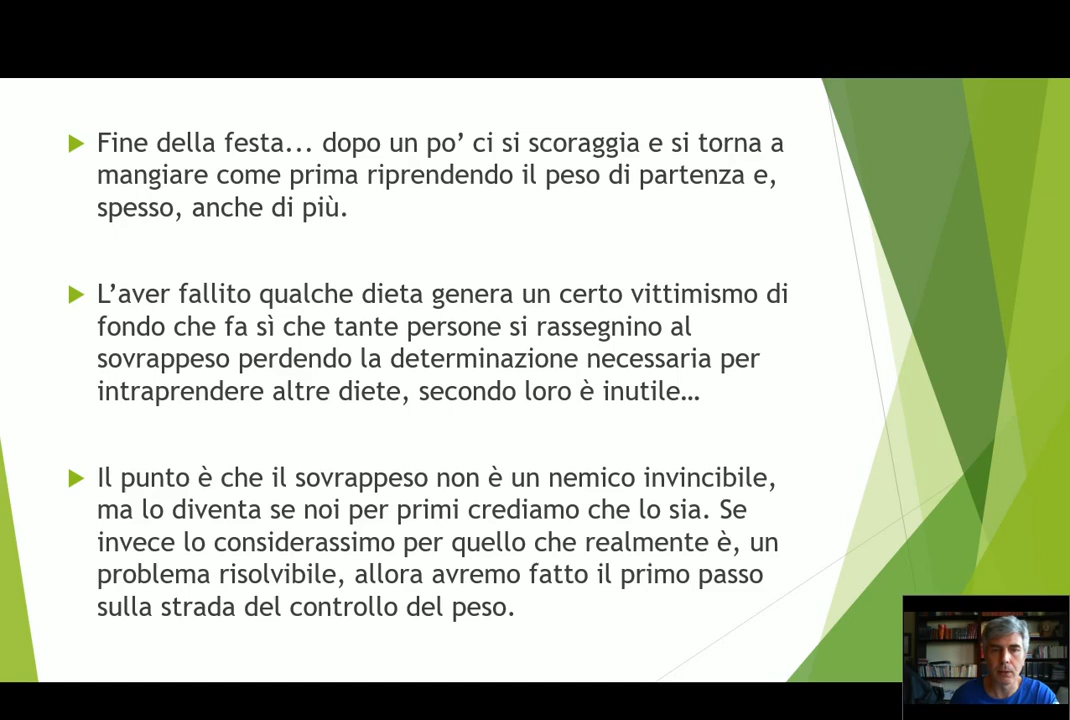 Fine della festa... dopo un po’ ci si scoraggia e si torna a
mangiare come prima riprendendo il peso di partenza e,
spesso, anche di più.
L’aver fallito qualche dieta genera un certo vittimismo di
fondo che fa sì che tante persone si rassegnino al
sovrappeso perdendo la determinazione necessaria per
intraprendere altre diete, secondo loro è inutile…
Il punto è che il sovrappeso non è un nemico invincibile,
ma lo diventa se noi per primi crediamo che lo sia. Se
invece lo considerassimo per quello che realmente è, un
problema risolvibile, allora avremo fatto il primo passo
sulla strada del controllo del peso.